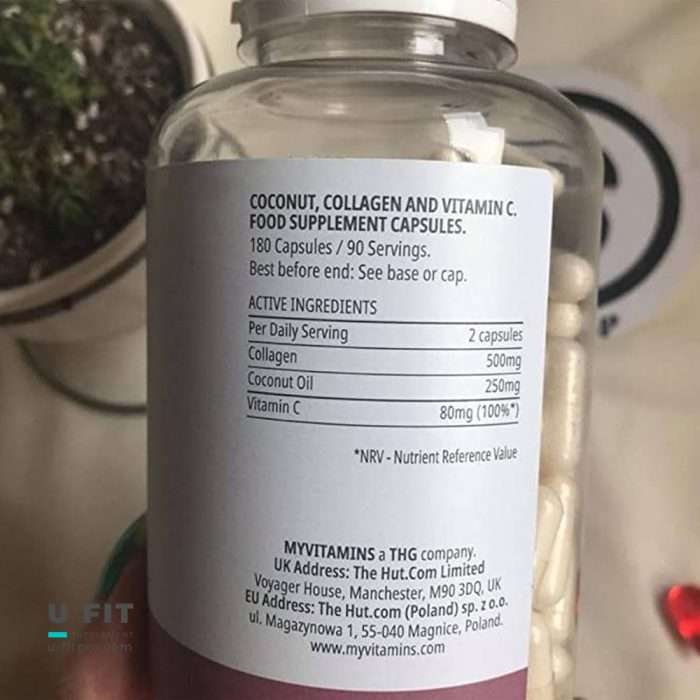 COCONUT, COLLAGEN AND VITAMIN C.
FOOD SUPPLEMENT CAPSULES.
180 Capsules / 90 Servings.
Best before end: See base or cap.
ACTIVE INGREDIENTS
Per Daily Serving 2 capsules
Collagen 500mg
Coconut Oil 250mg
Vitamin C 80mg (100%*)
*NRV - Nutrient Reference Value
MYVITAMINS a THG company.
UK Address: The Hut.Com Limited
Voyager House, Manchester, M90 3DQ, UK
EU Address: The Hut.com (Poland) sp. z o.o.
ul. Magazynowa 1, 55-040 Magnice, Poland.
www.myvitamins.com
U FIT